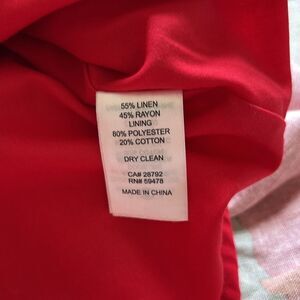 55% LINEN
45% RAYON
LINING
80% POLYESTER
20% COTTON
DRY CLEAN
CA# 28792
RN# 59478
MADE IN CHINA